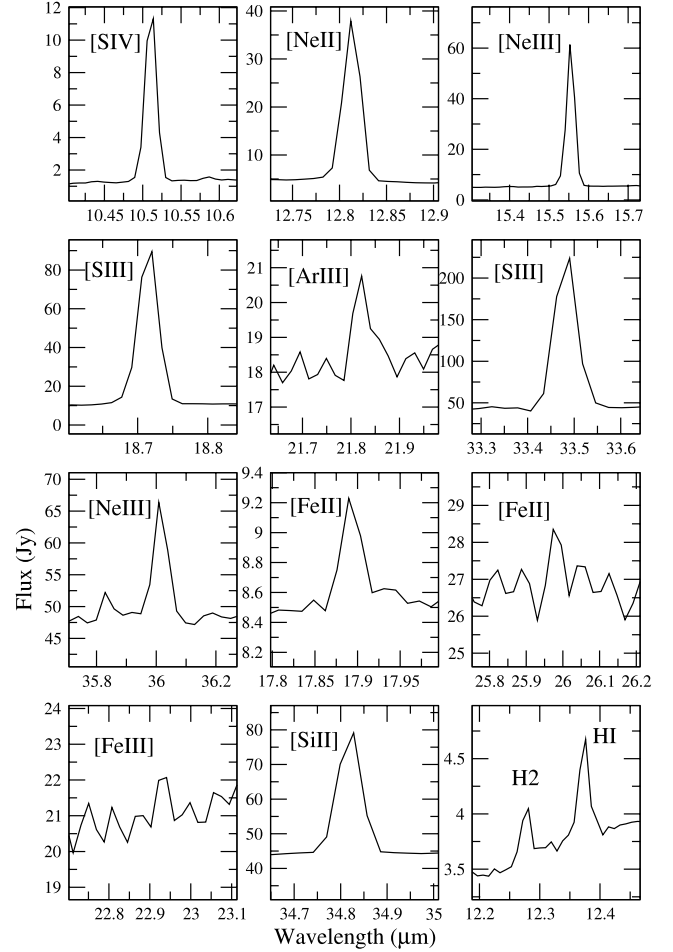 [SIV] [NeII] [NeIII]
12 40
10 60
8 30
6 40
20
4 20
2 10
0
10.45 10.5 10.55 10.6 12.75 12.8 12.85 12.9 15.4 15.5 15.6 15.7
[SIII] [ArIII] [SIII]
80 21 200
60 20 150
40 19
20 18 100
0 17 50
18.7 18.8 21.7 21.8 21.9 33.3 33.4 33.5 33.6
[NeIII] [FeII] [FeII]
70 9.4
65 9.2 29
60 9 28
55 8.8 27
50 8.6 26
45 8.4
8.2 25
35.8 36 36.2 17.8 17.85 17.9 17.95 25.8 25.9 26 26.1 26.2
Flux (Jy)
[FeIII] [SiII] H2 HI
24 80
23 70 4.5
22 60
21 50 4
20 40 3.5
19
22.8 22.9 23 23.1 34.7 34.8 34.9 35 12.2 12.3 12.4
Wavelength (μm)